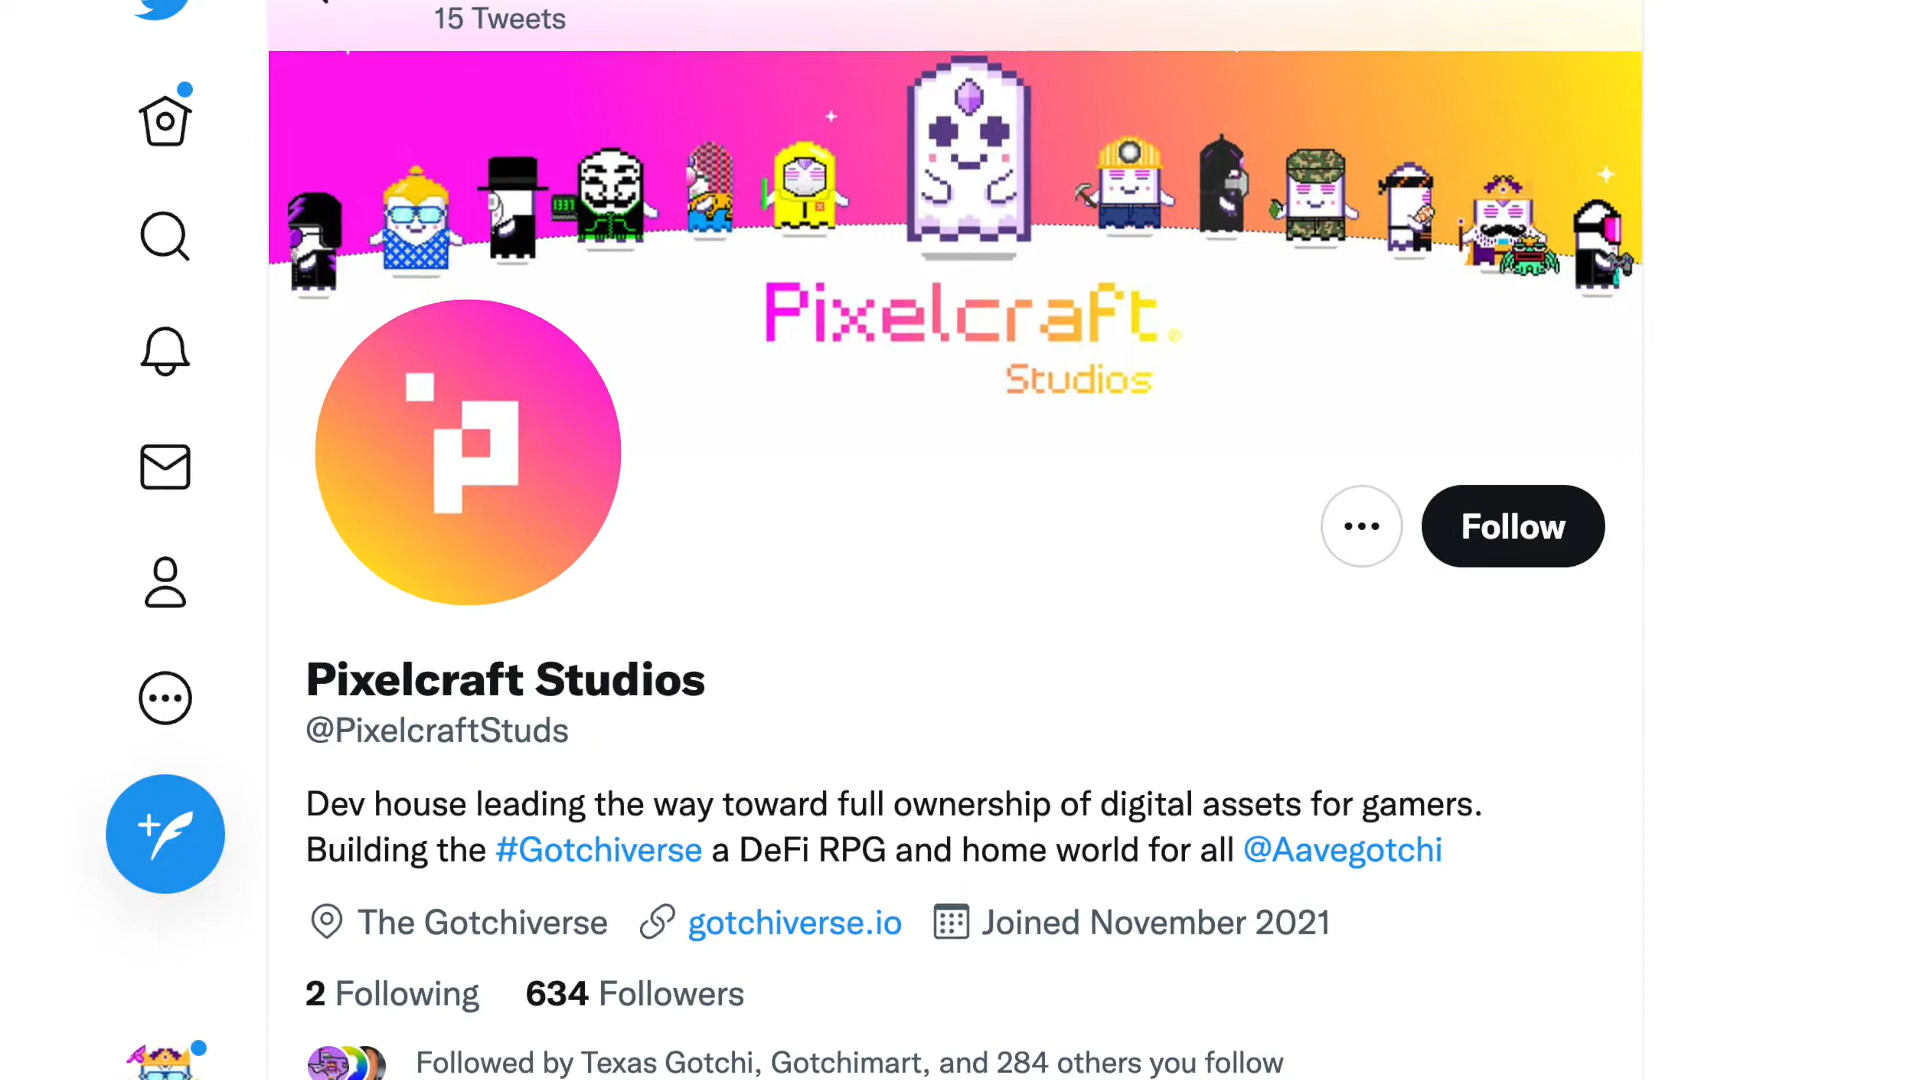 15 Tweets
Pixelcraft
Studios
Follow
Pixelcraft Studios
@PixelcraftStuds
Dev house leading the way toward full ownership of digital assets for gamers.
Building the #Gotchiverse a DeFi RPG and home world for all @Aavegotchi
The Gotchiverse gotchiverse.io Joined November 2021
2 Following 634 Followers
Followed by Texas Gotchi, Gotchimart, and 284 others you follow